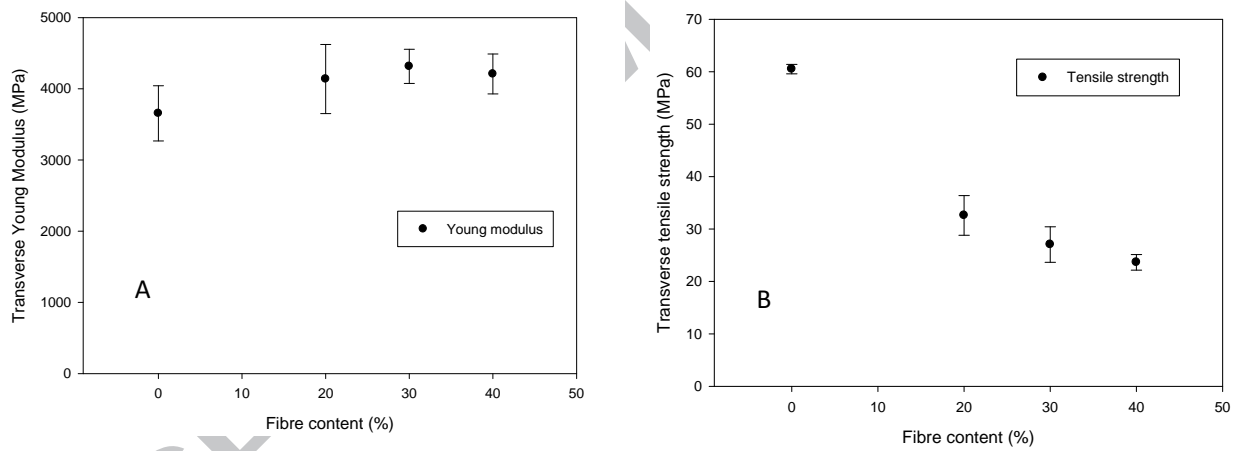 5000
4000
3000
2000
1000
0
Transverse Young Modulus (MPa)
Young modulus
A
0 10 20 30 40 50
Fibre content (%)
70
60
50
40
30
20
10
0
Transverse tensile strength (MPa)
Tensile strength
B
0 10 20 30 40 50
Fibre content (%)